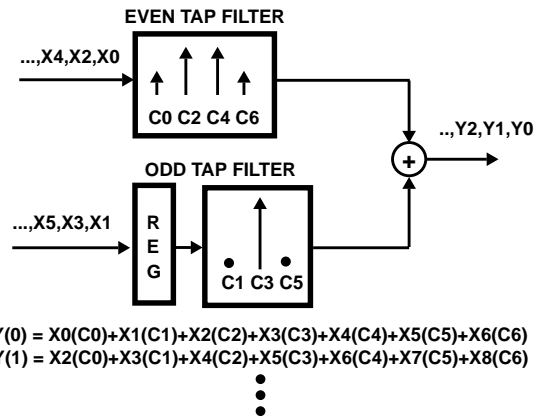 EVEN TAP FILTER
...,X4,X2,X0
C0 C2 C4 C6
..,Y2,Y1,Y0
+
ODD TAP FILTER
...,X5,X3,X1
R
E
G
C1 C3 C5
Y(0) = X0(C0)+X1(C1)+X2(C2)+X3(C3)+X4(C4)+X5(C5)+X6(C6)
Y(1) = X2(C0)+X3(C1)+X4(C2)+X5(C3)+X6(C4)+X7(C5)+X8(C6)